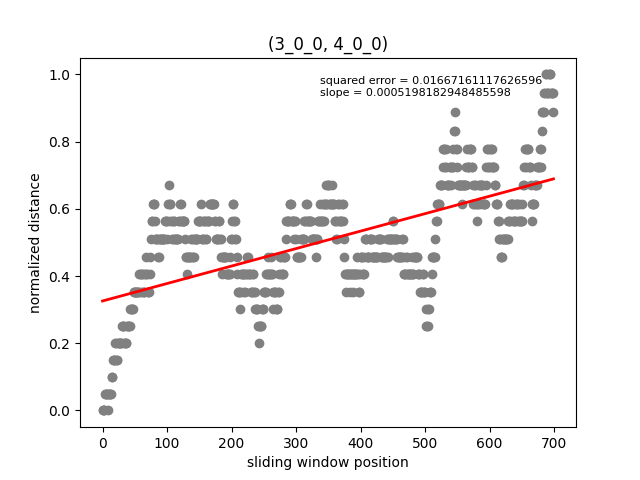 (3_0_0, 4_0_0)
squared error = 0.01667161117626596
slope = 0.0005198182948485598
1.0
0.8
0.6
0.4
0.2
0.0
normalized distance
0 100 200 300 400 500 600 700
sliding window position